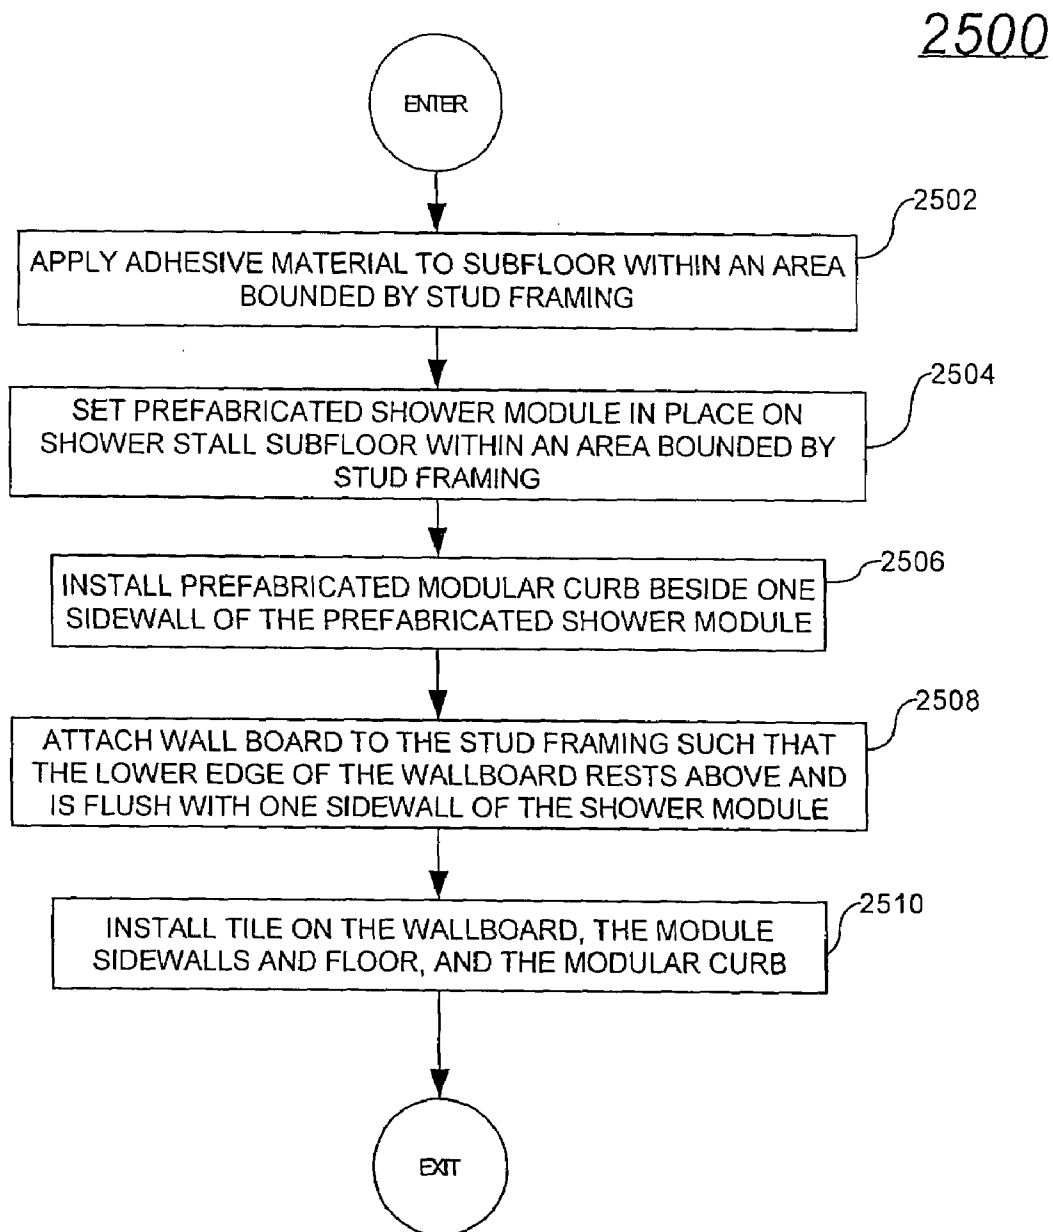 2500
ENTER
2502
APPLY ADHESIVE MATERIAL TO SUBFLOOR WITHIN AN AREA
BOUNDED BY STUD FRAMING
2504
SET PREFABRICATED SHOWER MODULE IN PLACE ON
SHOWER STALL SUBFLOOR WITHIN AN AREA BOUNDED BY
STUD FRAMING
2506
INSTALL PREFABRICATED MODULAR CURB BESIDE ONE
SIDEWALL OF THE PREFABRICATED SHOWER MODULE
2508
ATTACH WALL BOARD TO THE STUD FRAMING SUCH THAT
THE LOWER EDGE OF THE WALLBOARD RESTS ABOVE AND
IS FLUSH WITH ONE SIDEWALL OF THE SHOWER MODULE
2510
INSTALL TILE ON THE WALLBOARD, THE MODULE
SIDEWALLS AND FLOOR, AND THE MODULAR CURB
EXIT